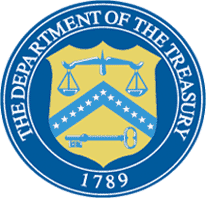 THE DEPARTMENT OF THE TREASURY
1789